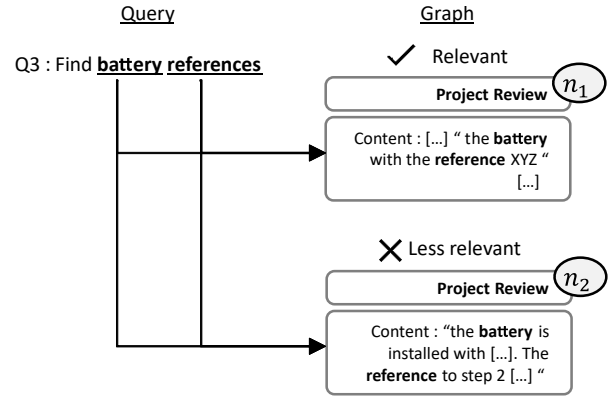 Query
Graph
Q3 : Find battery references
Relevant
Project Review
n₁
Content : [...] “ the battery
with the reference XYZ “
[...]
Less relevant
Project Review
n₂
Content : “the battery is
installed with [...]. The
reference to step 2 [...] “